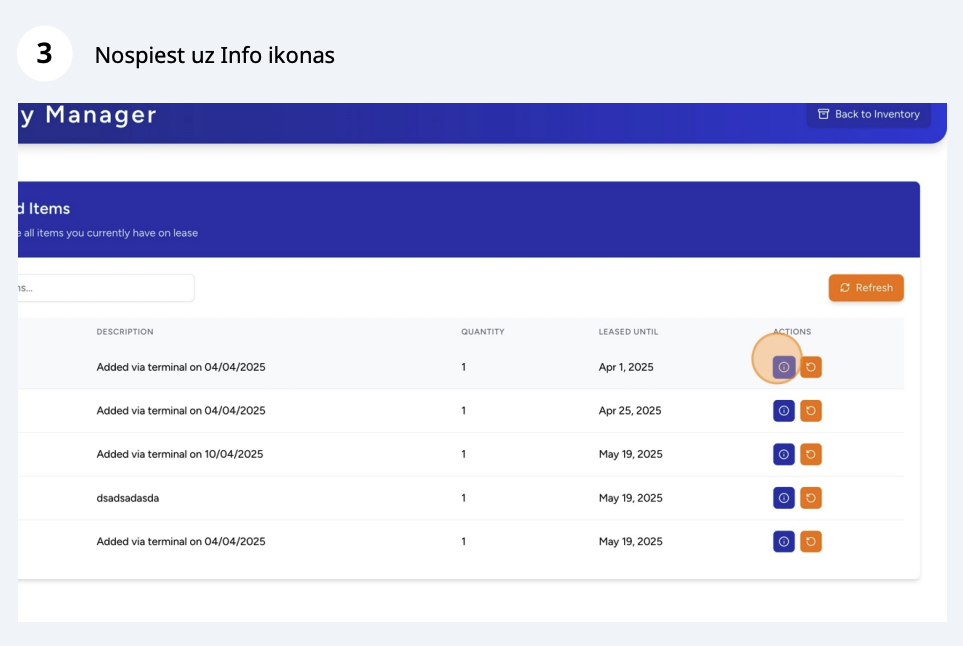 3 Nospiest uz Info ikonas
y Manager
Back to Inventory
d Items
e all items you currently have on lease
ns...
Refresh
DESCRIPTION QUANTITY LEASED UNTIL ACTIONS
Added via terminal on 04/04/2025 1 Apr 1, 2025
Added via terminal on 04/04/2025 1 Apr 25, 2025
Added via terminal on 10/04/2025 1 May 19, 2025
dsadsadasda 1 May 19, 2025
Added via terminal on 04/04/2025 1 May 19, 2025